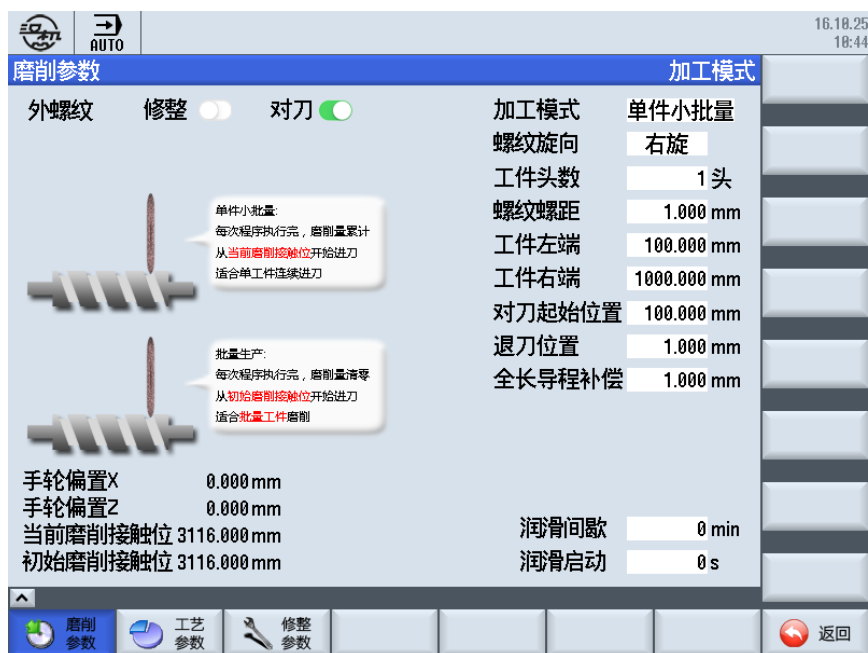 汉机
AUTO
16.10.25
10:44
磨削参数
加工模式
外螺纹
修整
对刀
单件小批量:
每次程序执行完，磨削量累计
从当前磨削接触位开始进刀
适合单工件连续进刀
批量生产:
每次程序执行完，磨削量清零
从初始磨削接触位开始进刀
适合批量工件磨削
手轮偏置X 0.000 mm
手轮偏置Z 0.000 mm
当前磨削接触位 3116.000 mm
初始磨削接触位 3116.000 mm
加工模式 单件小批量
螺纹旋向 右旋
工件头数 1 头
螺纹螺距 1.000 mm
工件左端 100.000 mm
工件右端 1000.000 mm
对刀起始位置 100.000 mm
退刀位置 1.000 mm
全长导程补偿 1.000 mm
润滑间歇 0 min
润滑启动 0 s
磨削
参数
工艺
参数
修整
参数
返回